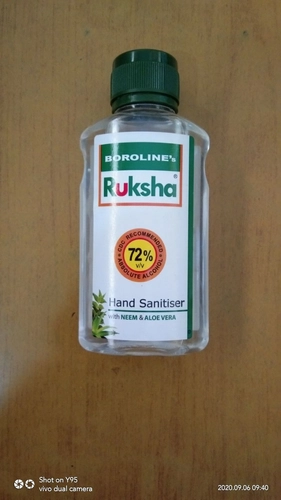 BOROLINE's
Ruksha®
CDC RECOMMENDED
72%
v/v
ABSOLUTE ALCOHOL
Hand Sanitiser
with NEEM & ALOE VERA
Shot on Y95
vivo dual camera
2020.09.06 09:40